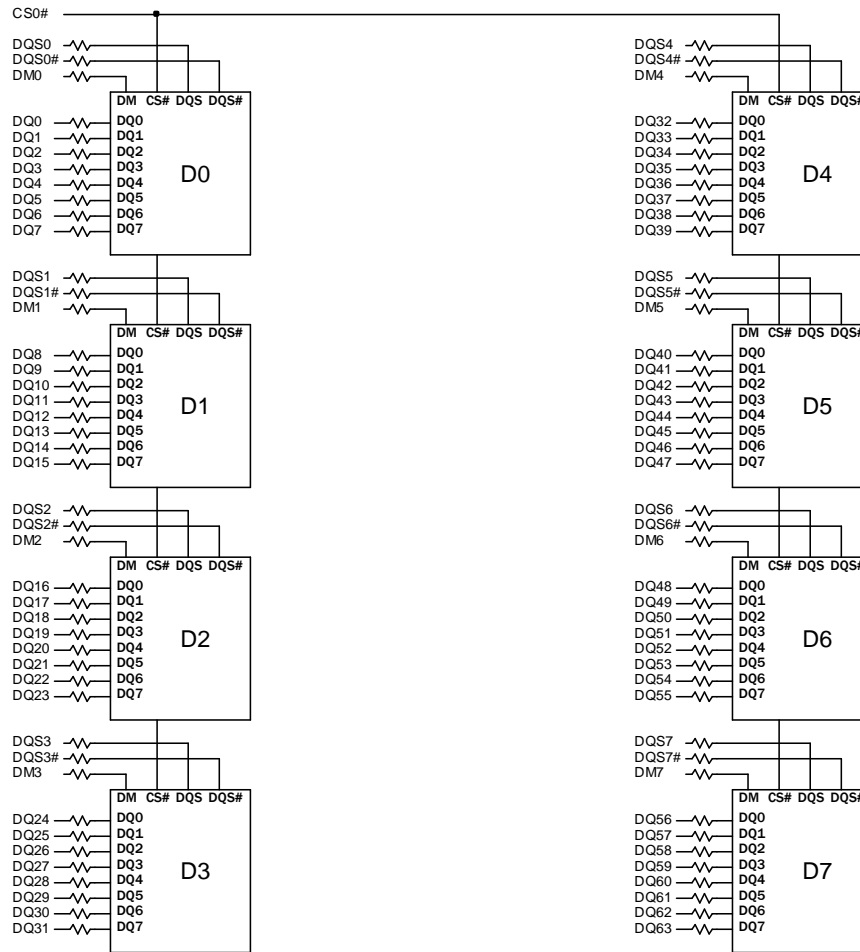 CS0#
DQS0
DQS0#
DM0
DM CS# DQS DQS#
DQ0 DQ0
DQ1 DQ1
DQ2 DQ2
DQ3 DQ3
DQ4 DQ4
DQ5 DQ5
DQ6 DQ6
DQ7 DQ7
D0
DQS1
DQS1#
DM1
DM CS# DQS DQS#
DQ8 DQ0
DQ9 DQ1
DQ10 DQ2
DQ11 DQ3
DQ12 DQ4
DQ13 DQ5
DQ14 DQ6
DQ15 DQ7
D1
DQS2
DQS2#
DM2
DM CS# DQS DQS#
DQ16 DQ0
DQ17 DQ1
DQ18 DQ2
DQ19 DQ3
DQ20 DQ4
DQ21 DQ5
DQ22 DQ6
DQ23 DQ7
D2
DQS3
DQS3#
DM3
DM CS# DQS DQS#
DQ24 DQ0
DQ25 DQ1
DQ26 DQ2
DQ27 DQ3
DQ28 DQ4
DQ29 DQ5
DQ30 DQ6
DQ31 DQ7
D3
DQS4
DQS4#
DM4
DM CS# DQS DQS#
DQ32 DQ0
DQ33 DQ1
DQ34 DQ2
DQ35 DQ3
DQ36 DQ4
DQ37 DQ5
DQ38 DQ6
DQ39 DQ7
D4
DQS5
DQS5#
DM5
DM CS# DQS DQS#
DQ40 DQ0
DQ41 DQ1
DQ42 DQ2
DQ43 DQ3
DQ44 DQ4
DQ45 DQ5
DQ46 DQ6
DQ47 DQ7
D5
DQS6
DQS6#
DM6
DM CS# DQS DQS#
DQ48 DQ0
DQ49 DQ1
DQ50 DQ2
DQ51 DQ3
DQ52 DQ4
DQ53 DQ5
DQ54 DQ6
DQ55 DQ7
D6
DQS7
DQS7#
DM7
DM CS# DQS DQS#
DQ56 DQ0
DQ57 DQ1
DQ58 DQ2
DQ59 DQ3
DQ60 DQ4
DQ61 DQ5
DQ62 DQ6
DQ63 DQ7
D7